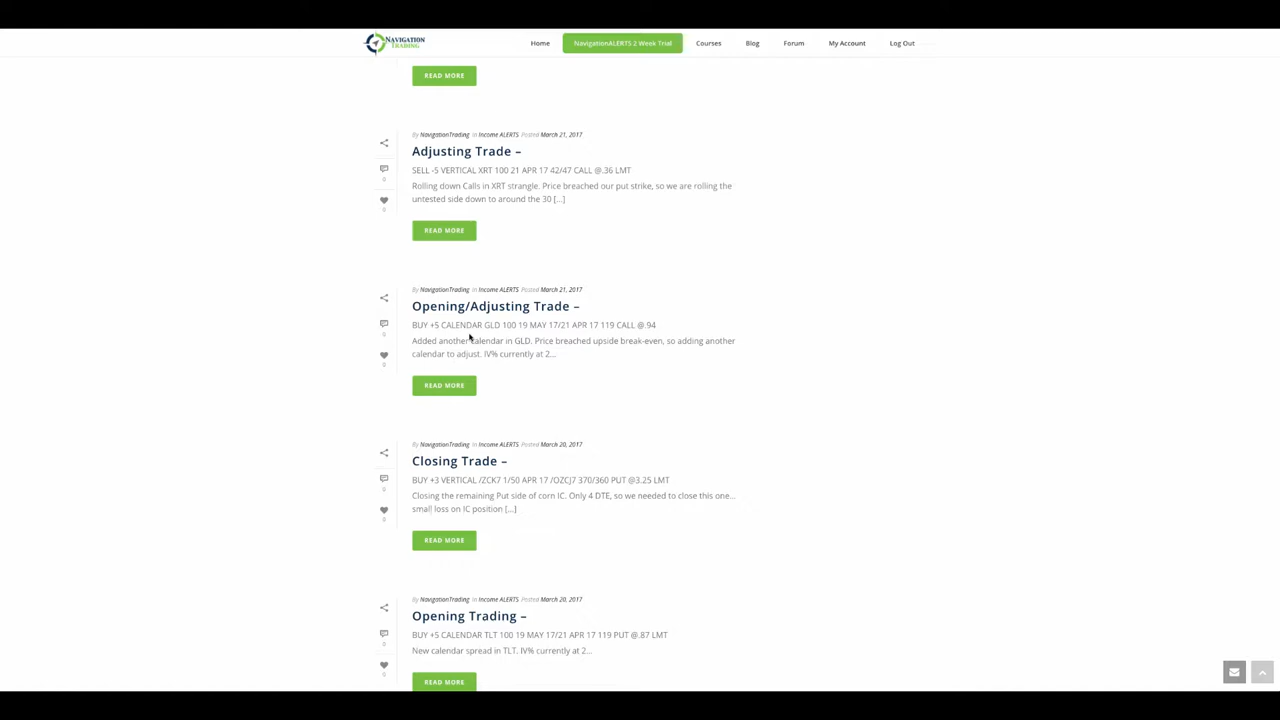 NAVIGATION
TRADING
Home
NavigationALERTS 2 Week Trial
Courses
Blog
Forum
My Account
Log Out
READ MORE
By NavigationTrading In Income ALERTS Posted March 21, 2017
Adjusting Trade –
SELL -5 VERTICAL XRT 100 21 APR 17 42/47 CALL @.36 LMT
Rolling down Calls in XRT strangle. Price breached our put strike, so we are rolling the
untested side down to around the 30 [...]
0
0
READ MORE
By NavigationTrading In Income ALERTS Posted March 21, 2017
Opening/Adjusting Trade –
BUY +5 CALENDAR GLD 100 19 MAY 17/21 APR 17 119 CALL @.94
Added another calendar in GLD. Price breached upside break-even, so adding another
calendar to adjust. IV% currently at 2...
0
0
READ MORE
By NavigationTrading In Income ALERTS Posted March 20, 2017
Closing Trade –
BUY +3 VERTICAL /ZCK7 1/50 APR 17 /OZCJ7 370/360 PUT @3.25 LMT
Closing the remaining Put side of corn IC. Only 4 DTE, so we needed to close this one...
small loss on IC position [...]
0
0
READ MORE
By NavigationTrading In Income ALERTS Posted March 20, 2017
Opening Trading –
BUY +5 CALENDAR TLT 100 19 MAY 17/21 APR 17 119 PUT @.87 LMT
New calendar spread in TLT. IV% currently at 2...
0
0
READ MORE